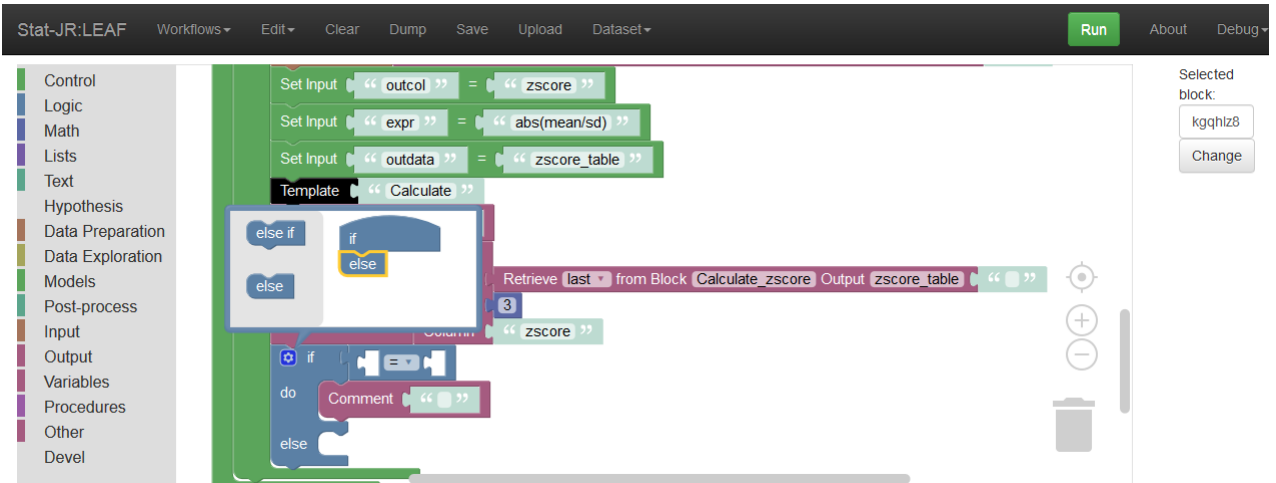 Stat-JR:LEAF Workflows Edit Clear Dump Save Upload Dataset Run About Debug
Control
Logic
Math
Lists
Text
Hypothesis
Data Preparation
Data Exploration
Models
Post-process
Input
Output
Variables
Procedures
Other
Devel
Set Input “ outcol ” = “ zscore ”
Set Input “ expr ” = “ abs(mean/sd) ”
Set Input “ outdata ” = “ zscore_table ”
Template “ Calculate ”
else if
else
if
else
Retrieve last from Block Calculate_zscore Output zscore_table “ ”
3
Column “ zscore ”
if =
do Comment “ ”
else
Selected
block:
kgqhlz8
Change